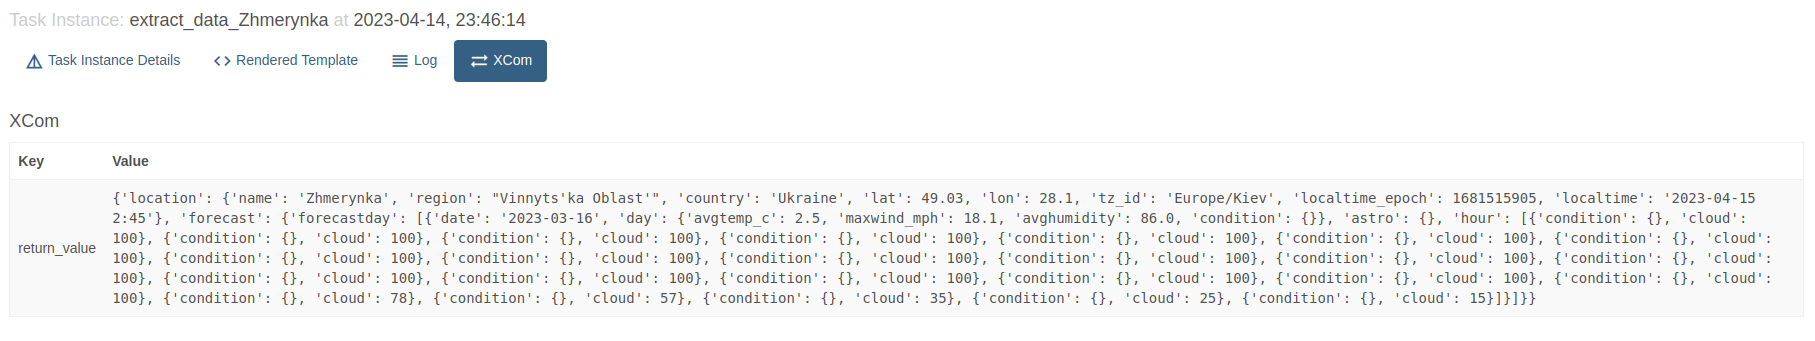 Task Instance: extract_data_Zhmerynka at 2023-04-14, 23:46:14
Task Instance Details Rendered Template Log XCom
XCom
Key Value
return_value
{'location': {'name': 'Zhmerynka', 'region': "Vinnyts'ka Oblast'", 'country': 'Ukraine', 'lat': 49.03, 'lon': 28.1, 'tz_id': 'Europe/Kiev', 'localtime_epoch': 1681515905, 'localtime': '2023-04-15
2:45'}, 'forecast': {'forecastday': [{'date': '2023-03-16', 'day': {'avgtemp_c': 2.5, 'maxwind_mph': 18.1, 'avghumidity': 86.0, 'condition': {}}, 'astro': {}, 'hour': [{'condition': {}, 'cloud':
100}, {'condition': {}, 'cloud': 100}, {'condition': {}, 'cloud': 100}, {'condition': {}, 'cloud': 100}, {'condition': {}, 'cloud': 100}, {'condition': {}, 'cloud': 100}, {'condition': {}, 'cloud':
100}, {'condition': {}, 'cloud': 100}, {'condition': {}, 'cloud': 100}, {'condition': {}, 'cloud': 100}, {'condition': {}, 'cloud': 100}, {'condition': {}, 'cloud': 100}, {'condition': {}, 'cloud':
100}, {'condition': {}, 'cloud': 100}, {'condition': {}, 'cloud': 100}, {'condition': {}, 'cloud': 100}, {'condition': {}, 'cloud': 100}, {'condition': {}, 'cloud': 100}, {'condition': {}, 'cloud':
100}, {'condition': {}, 'cloud': 78}, {'condition': {}, 'cloud': 57}, {'condition': {}, 'cloud': 35}, {'condition': {}, 'cloud': 25}, {'condition': {}, 'cloud': 15}]}]}}